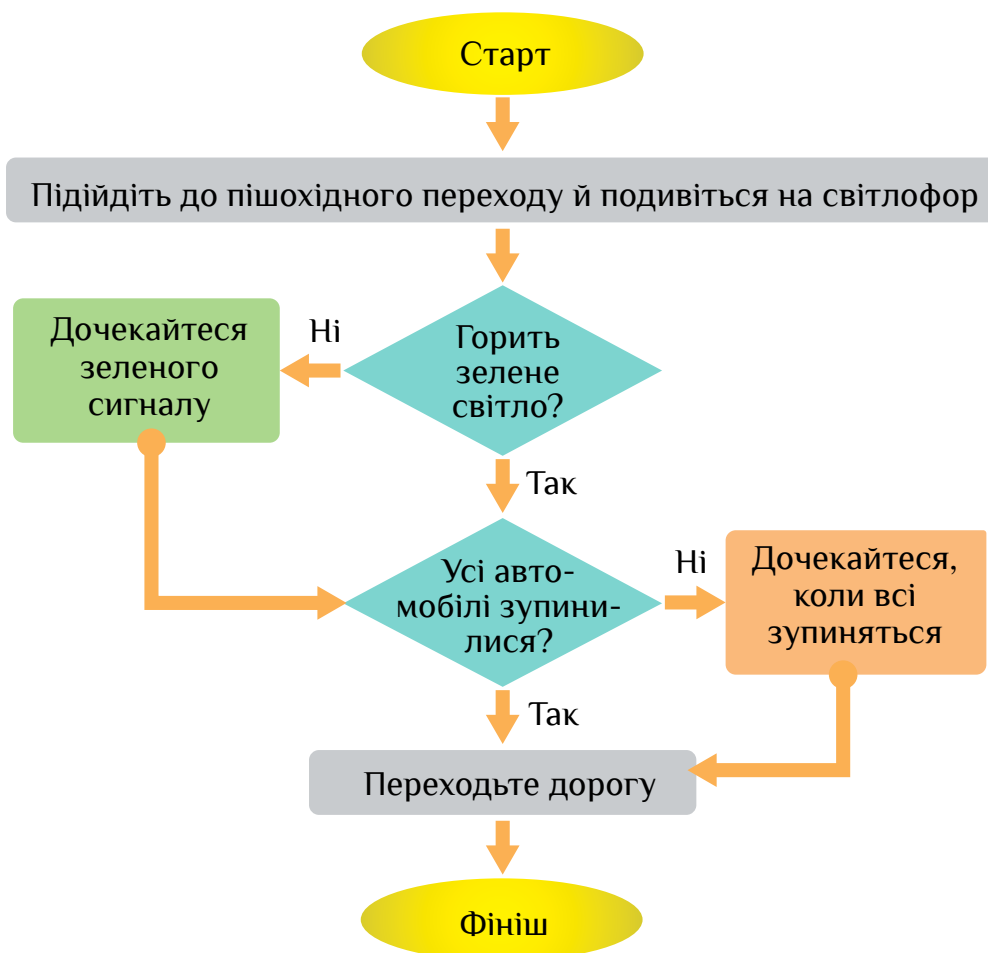 Старт
Підійдіть до пішохідного переходу й подивіться на світлофор
Дочекайтеся
зеленого
сигналу
Ні
Горить
зелене
світло?
Так
Усі авто-
мобілі зупини-
лися?
Ні
Дочекайтеся,
коли всі
зупиняться
Так
Переходьте дорогу
Фініш